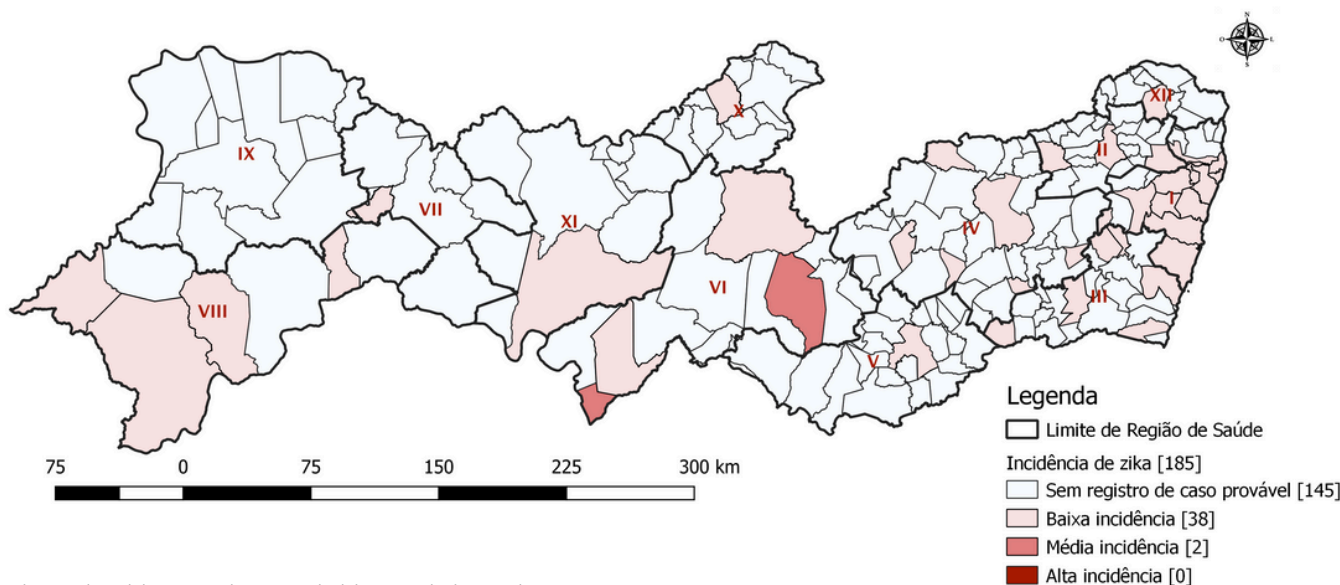 N
O L
S
XII
X
II
IX
I
VII
XI
IV
VI
III
VIII
V
75 0 75 150 225 300 km
Legenda
Limite de Região de Saúde
Incidência de zika [185]
Sem registro de caso provável [145]
Baixa incidência [38]
Média incidência [2]
Alta incidência [0]